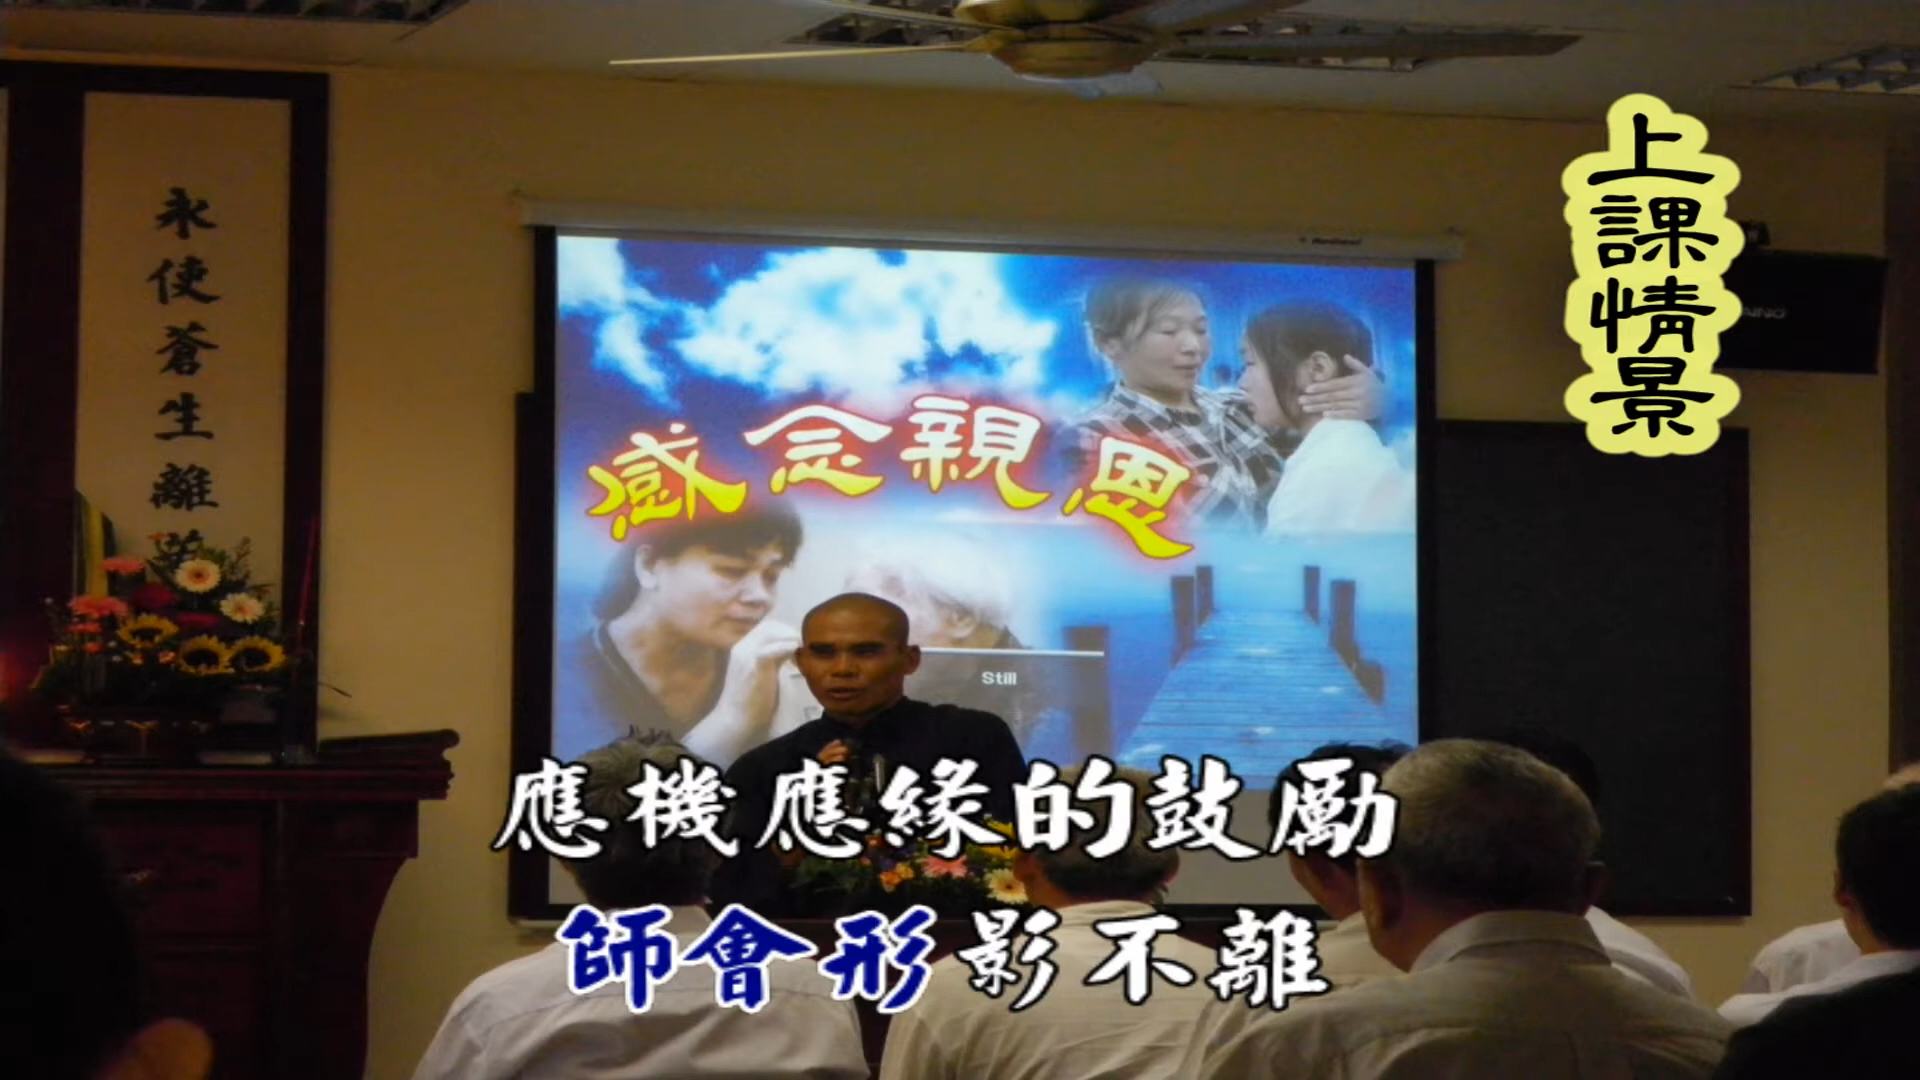 永使蒼生離
上課情景
感念親恩
Still
應機應緣的鼓勵
師會形影不離